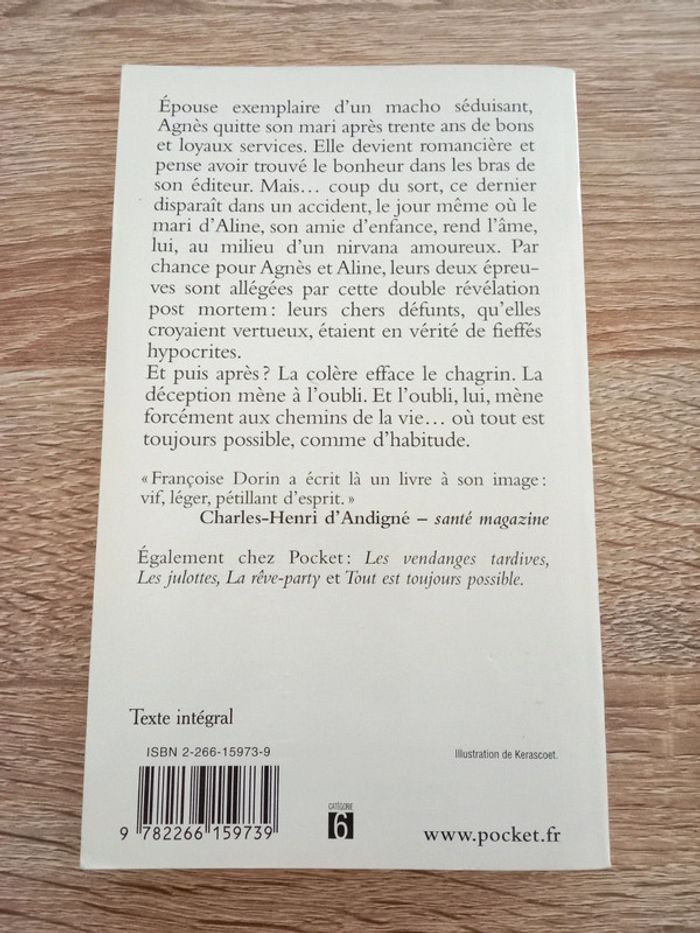 Épouse exemplaire d'un macho séduisant,
Agnès quitte son mari après trente ans de bons
et loyaux services. Elle devient romancière et
pense avoir trouvé le bonheur dans les bras de
son éditeur. Mais… coup du sort, ce dernier
disparaît dans un accident, le jour même où le
mari d'Aline, son amie d'enfance, rend l'âme,
lui, au milieu d'un nirvana amoureux. Par
chance pour Agnès et Aline, leurs deux épreu-
ves sont allégées par cette double révélation
post mortem : leurs chers défunts, qu'elles
croyaient vertueux, étaient en vérité de fieffés
hypocrites.
Et puis après ? La colère efface le chagrin. La
déception mène à l'oubli. Et l'oubli, lui, mène
forcément aux chemins de la vie… où tout est
toujours possible, comme d'habitude.
« Françoise Dorin a écrit là un livre à son image :
vif, léger, pétillant d'esprit. »
Charles-Henri d'Andigné – santé magazine
Également chez Pocket : Les vendanges tardives,
Les julottes, La rêve-party et Tout est toujours possible.
Texte intégral
ISBN 2-266-15973-9
Illustration de Kerascoet.
9 782266 159739
CATÉGORIE
6
www.pocket.fr